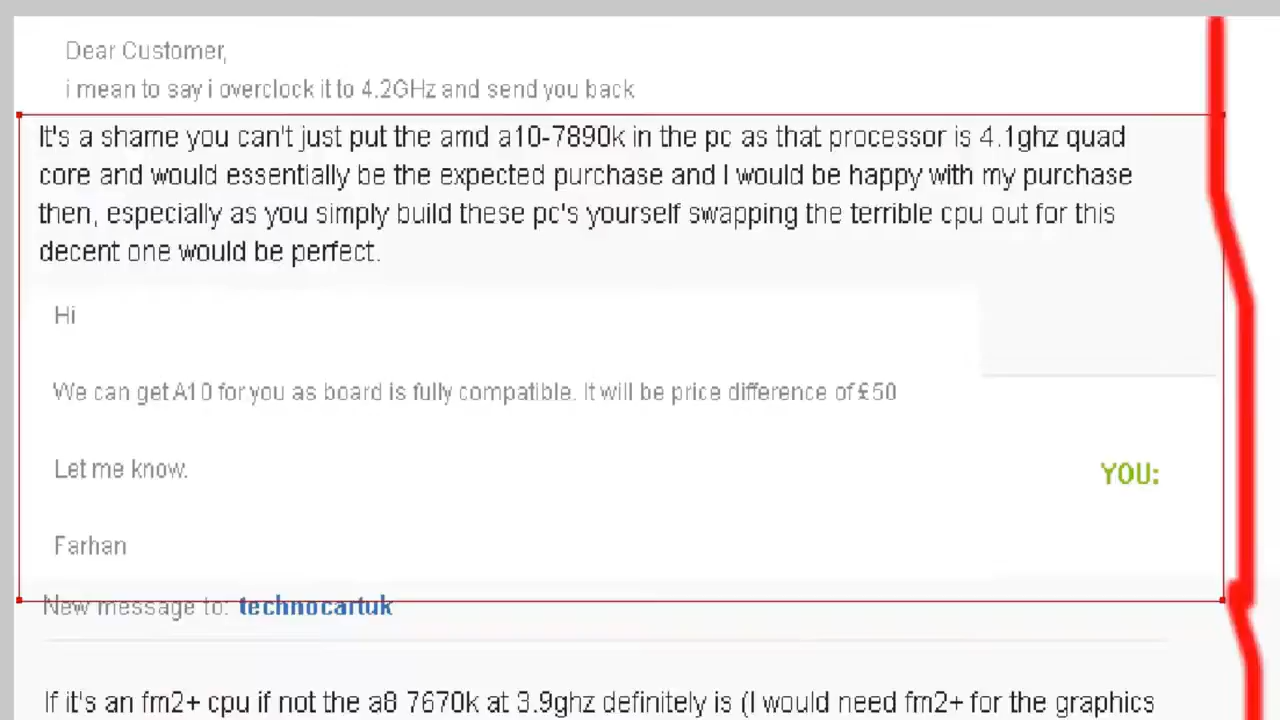 Dear Customer,
i mean to say i overclock it to 4.2GHz and send you back
It's a shame you can't just put the amd a10-7890k in the pc as that processor is 4.1ghz quad
core and would essentially be the expected purchase and I would be happy with my purchase
then, especially as you simply build these pc's yourself swapping the terrible cpu out for this
decent one would be perfect.
Hi
We can get A10 for you as board is fully compatible. It will be price difference of £50
Let me know.
YOU:
Farhan
New message to: technocartuk
If it's an fm2+ cpu if not the a8 7670k at 3.9ghz definitely is (I would need fm2+ for the graphics